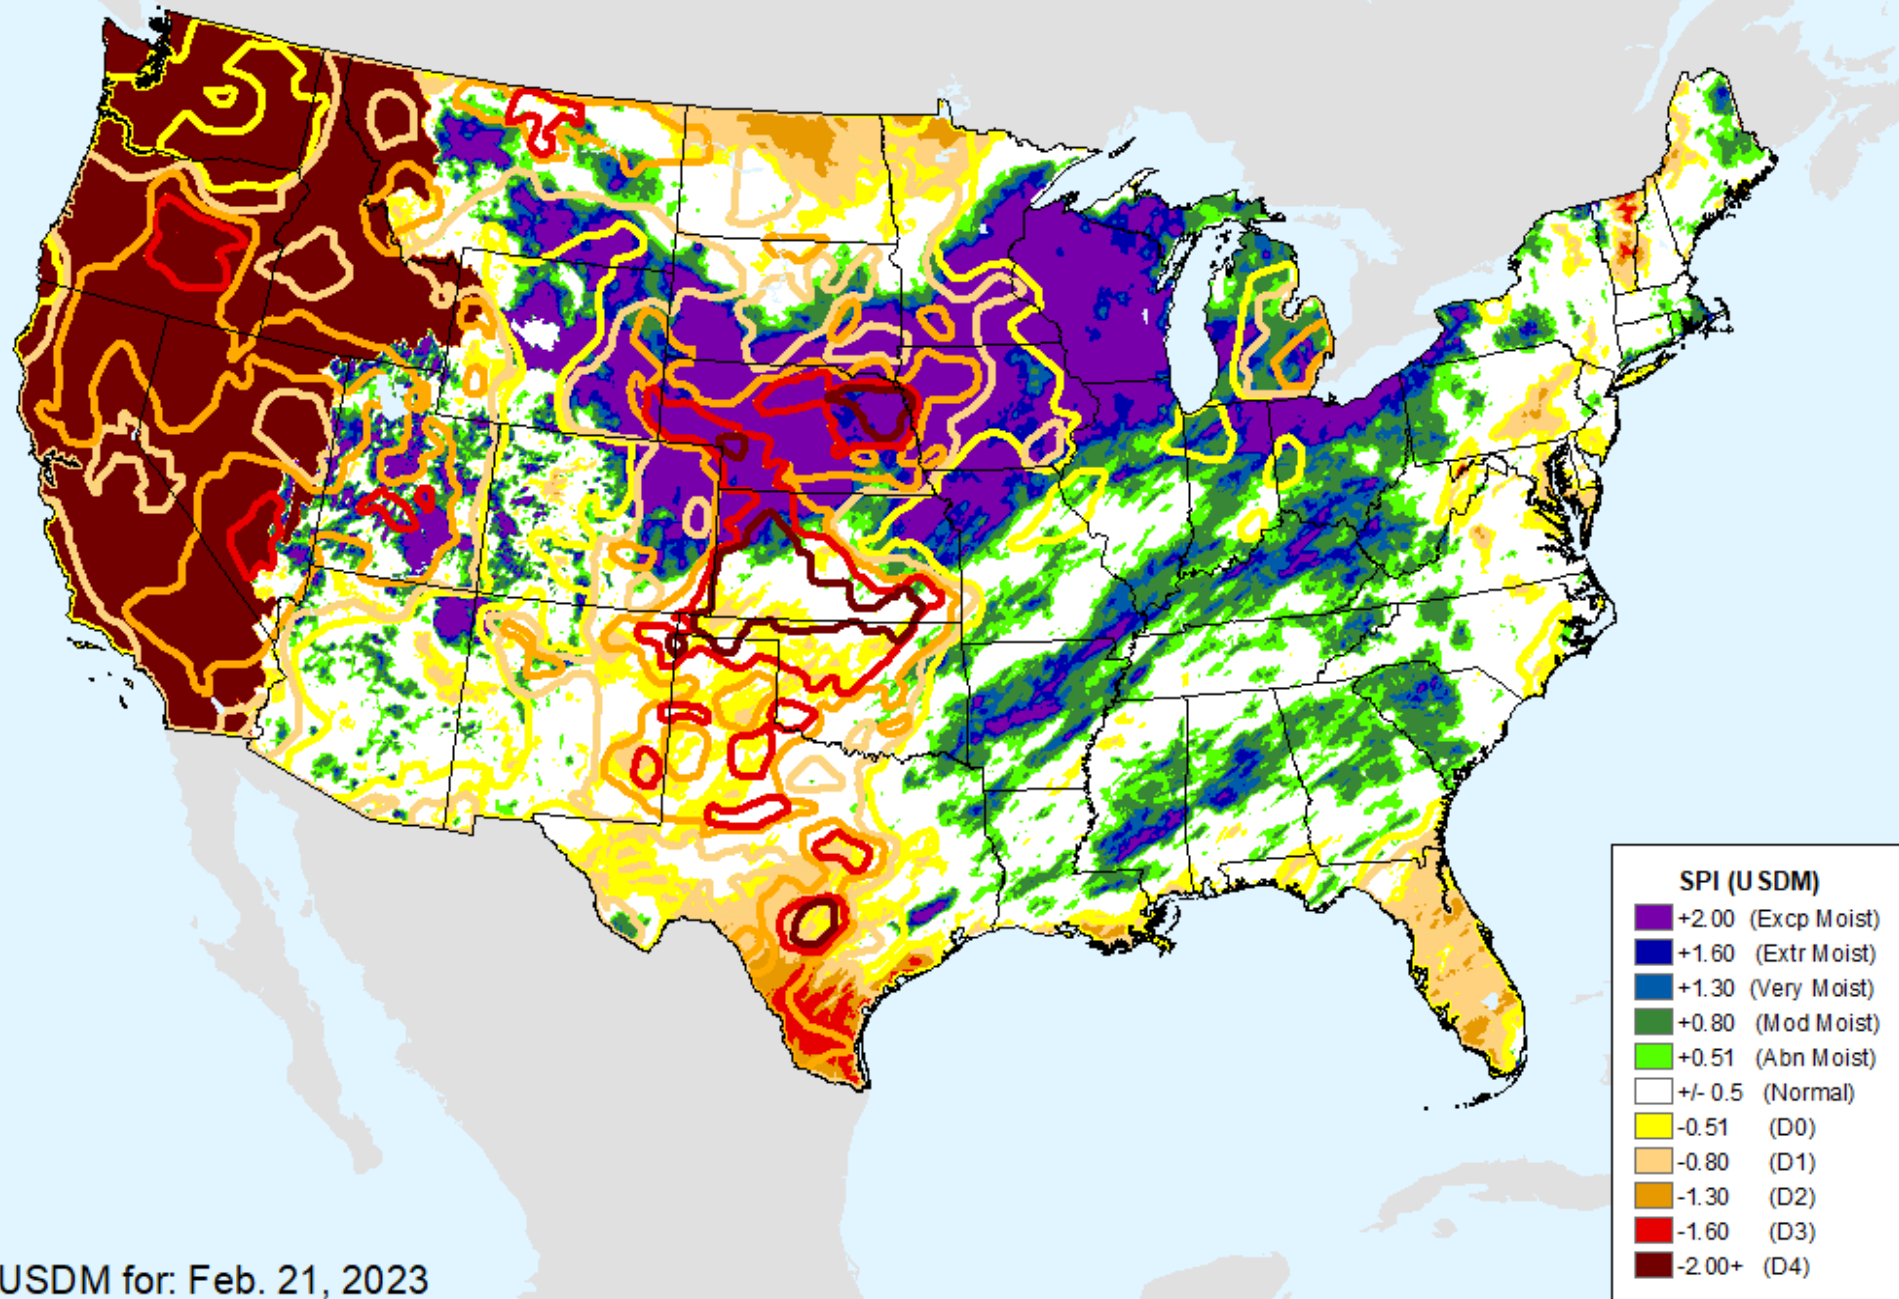 SPI (USDM)
+2.00 (Excp Moist)
+1.60 (Extr Moist)
+1.30 (Very Moist)
+0.80 (Mod Moist)
+0.51 (Abn Moist)
+/- 0.5 (Normal)
-0.51 (D0)
-0.80 (D1)
-1.30 (D2)
-1.60 (D3)
-2.00+ (D4)
USDM for: Feb. 21, 2023